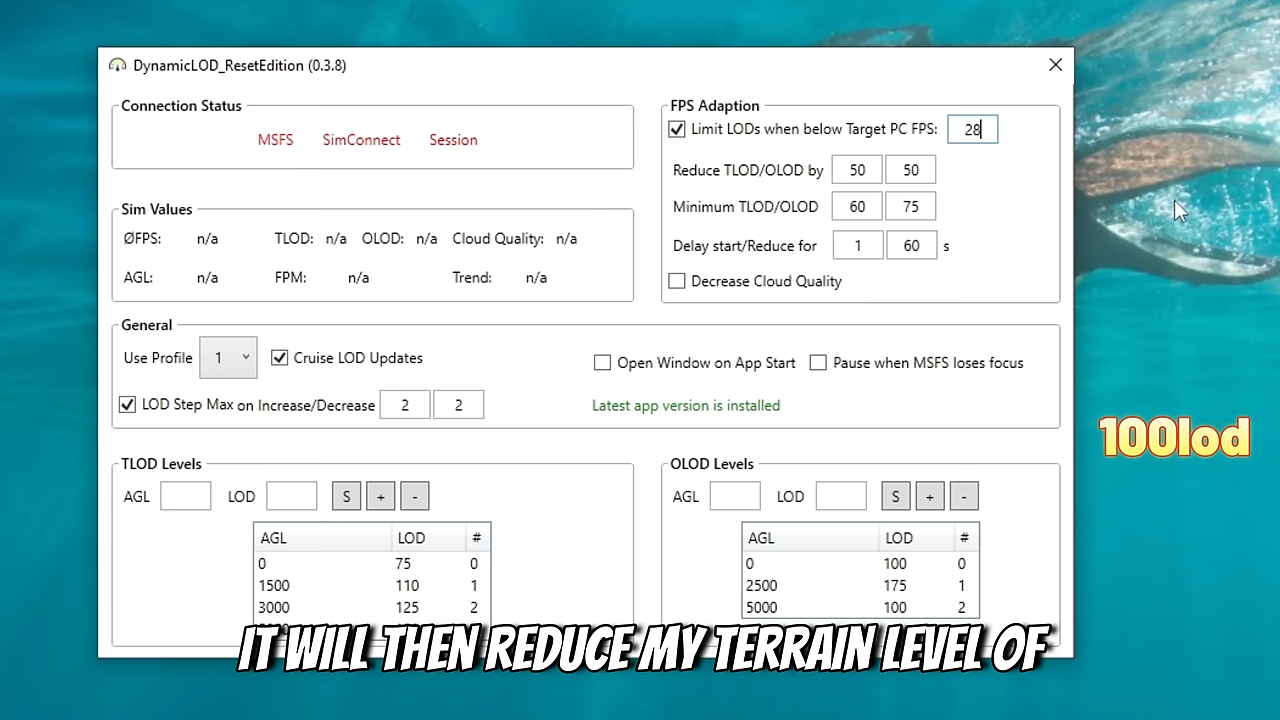 DynamicLOD_ResetEdition (0.3.8)
Connection Status
MSFS SimConnect Session
Sim Values
ØFPS: n/a TLOD: n/a OLOD: n/a Cloud Quality: n/a
AGL: n/a FPM: n/a Trend: n/a
FPS Adaption
Limit LODs when below Target PC FPS: 28
Reduce TLOD/OLOD by 50 50
Minimum TLOD/OLOD 60 75
Delay start/Reduce for 1 60 s
Decrease Cloud Quality
General
Use Profile 1 Cruise LOD Updates
Open Window on App Start Pause when MSFS loses focus
LOD Step Max on Increase/Decrease 2 2
Latest app version is installed
100lod
TLOD Levels
AGL LOD S + -
AGL LOD #
0 75 0
1500 110 1
3000 125 2
OLOD Levels
AGL LOD S + -
AGL LOD #
0 100 0
2500 175 1
5000 100 2
IT WILL THEN REDUCE MY TERRAIN LEVEL OF